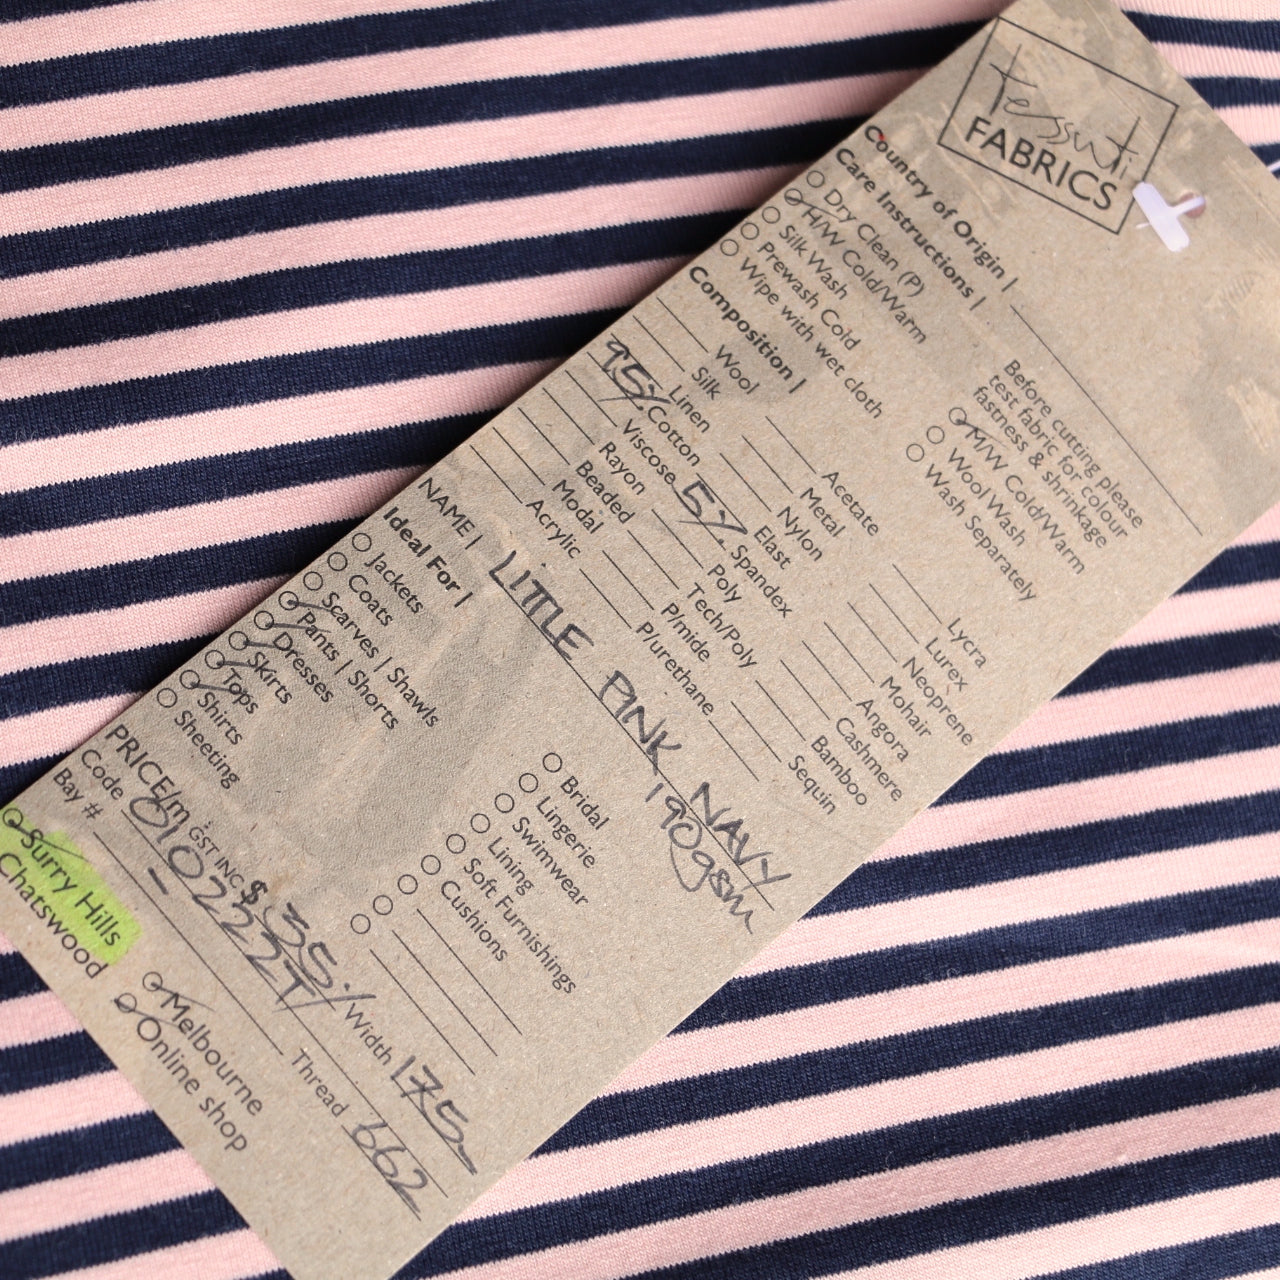 tessuti
FABRICS
Country of Origin |
Care Instructions |
Dry Clean (P)
H/W Cold/Warm
Silk Wash
Prewash Cold
Wipe with wet cloth
Before cutting please
test fabric for colour
fastness & shrinkage
M/W Cold/Warm
Wool Wash
Wash Separately
Composition |
Wool
Silk
Linen
95% Cotton
Viscose
Rayon
Beaded
Modal
Acrylic
Acetate
Metal
Nylon
Elast
5% Spandex
Poly
Tech/Poly
P/mide
P/urethane
Lycra
Lurex
Neoprene
Mohair
Angora
Cashmere
Bamboo
Sequin
NAME | LITTLE PINK NAVY
190gsm
Ideal For |
Jackets
Coats
Scarves | Shawls
Pants | Shorts
Dresses
Skirts
Tops
Shirts
Sheeting
Bridal
Lingerie
Swimwear
Lining
Soft Furnishings
Cushions
PRICE/m GST INC $35/ Width 175
Code 8102227T Thread 662
Bay # –
Surry Hills
Chatswood
Melbourne
Online shop